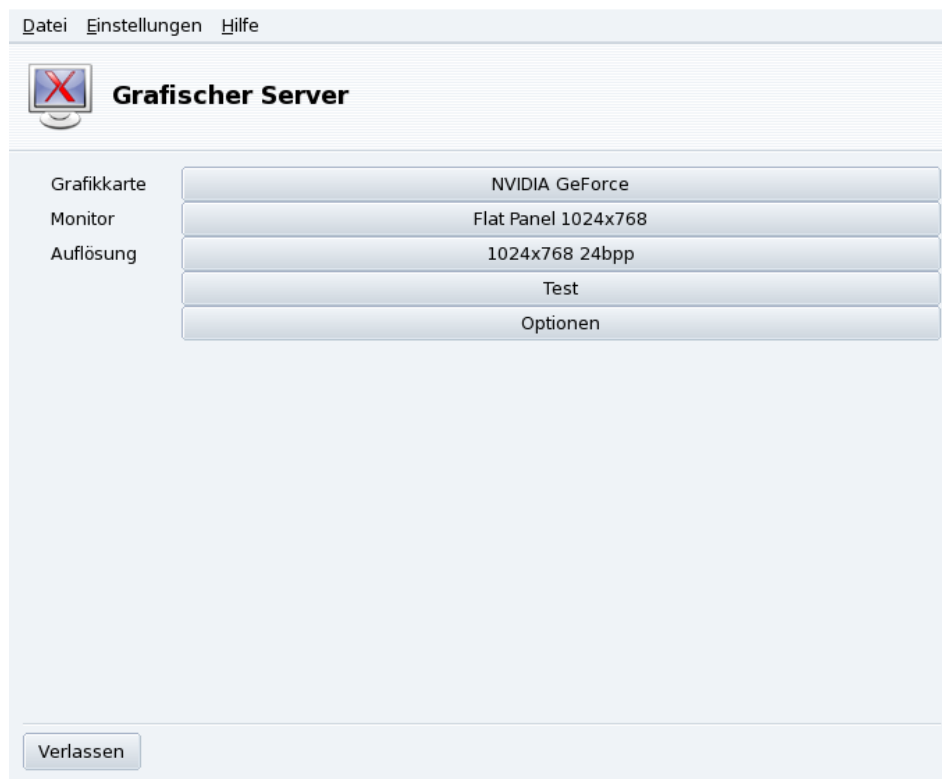 Datei Einstellungen Hilfe
Grafischer Server
Grafikkarte NVIDIA GeForce
Monitor Flat Panel 1024x768
Auflösung 1024x768 24bpp
Test
Optionen
Verlassen